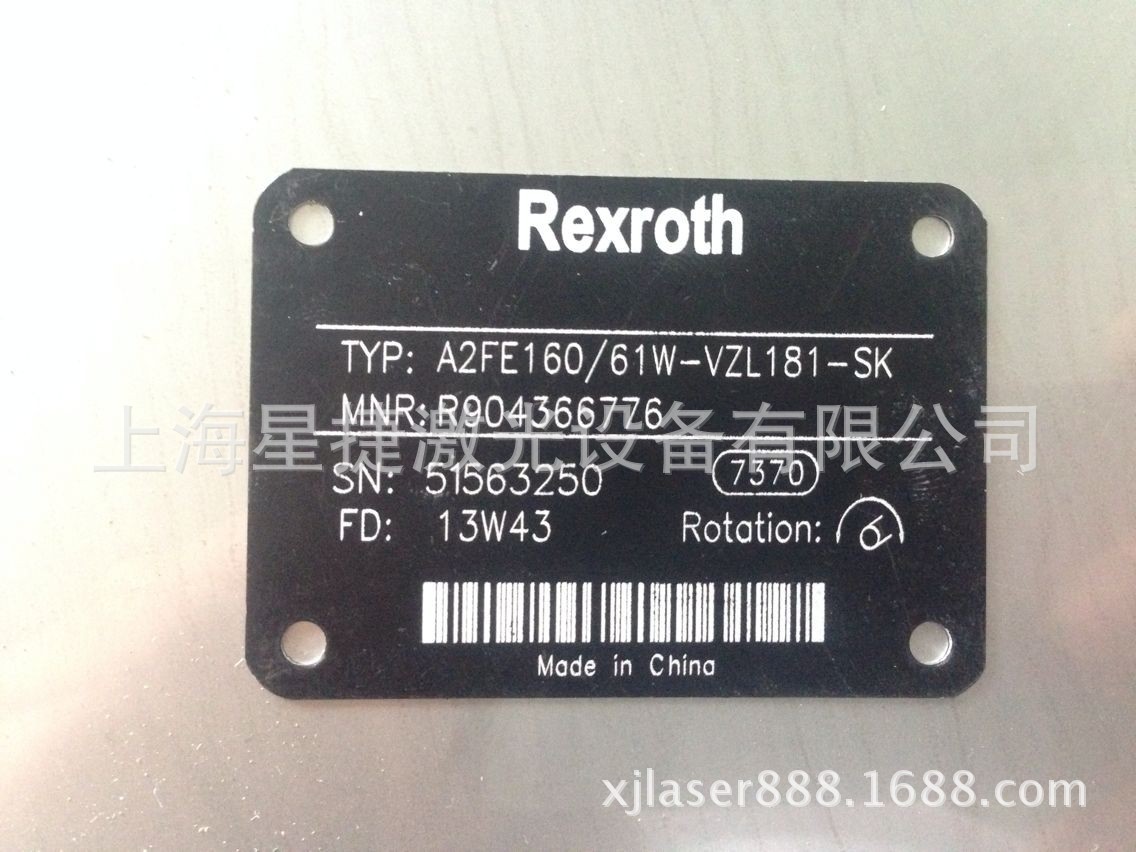 Rexroth
TYP: A2FE160/61W-VZL181-SK
MNR: R904366776
上海星捷激光设备有限公司
SN: 51563250 7370
FD: 13W43 Rotation:
Made in China
xjlaser888.1688.com